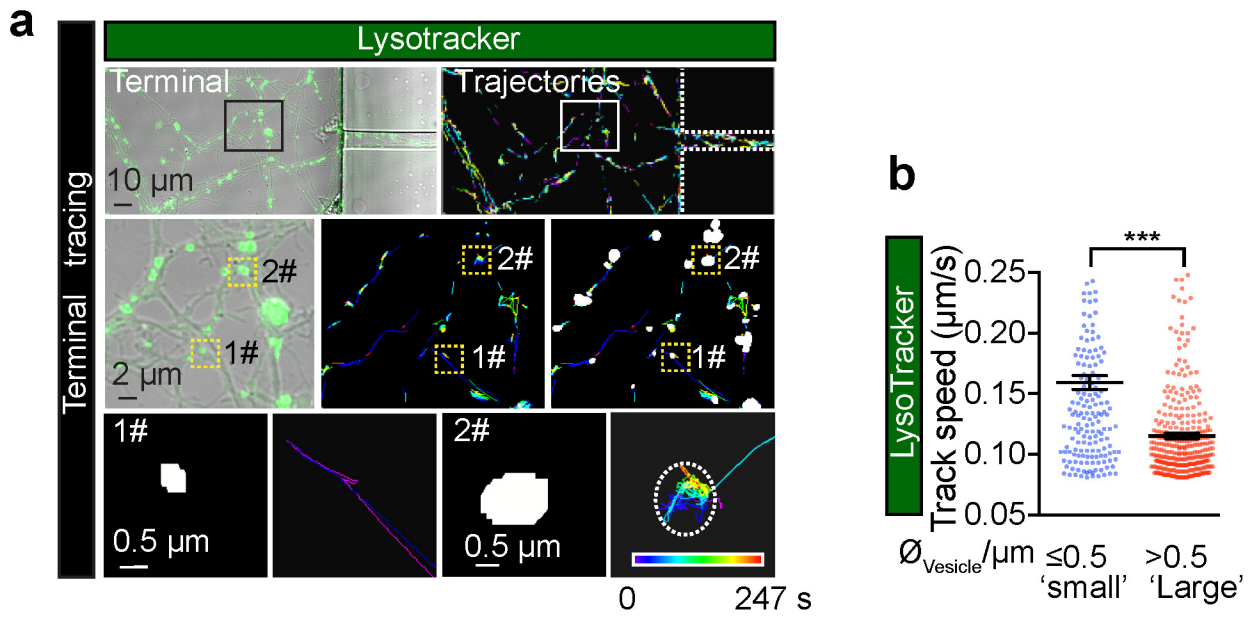 a
Lysotracker
Terminal tracing
Terminal
Trajectories
10 µm
2#
1#
2 µm
2#
1#
2#
1#
1#
0.5 µm
2#
0.5 µm
0 247 s
b
LysoTracker
Track speed (µm/s)
***
0.25
0.20
0.15
0.10
0.05
ØVesicle/µm ≤0.5 >0.5
'small' 'Large'